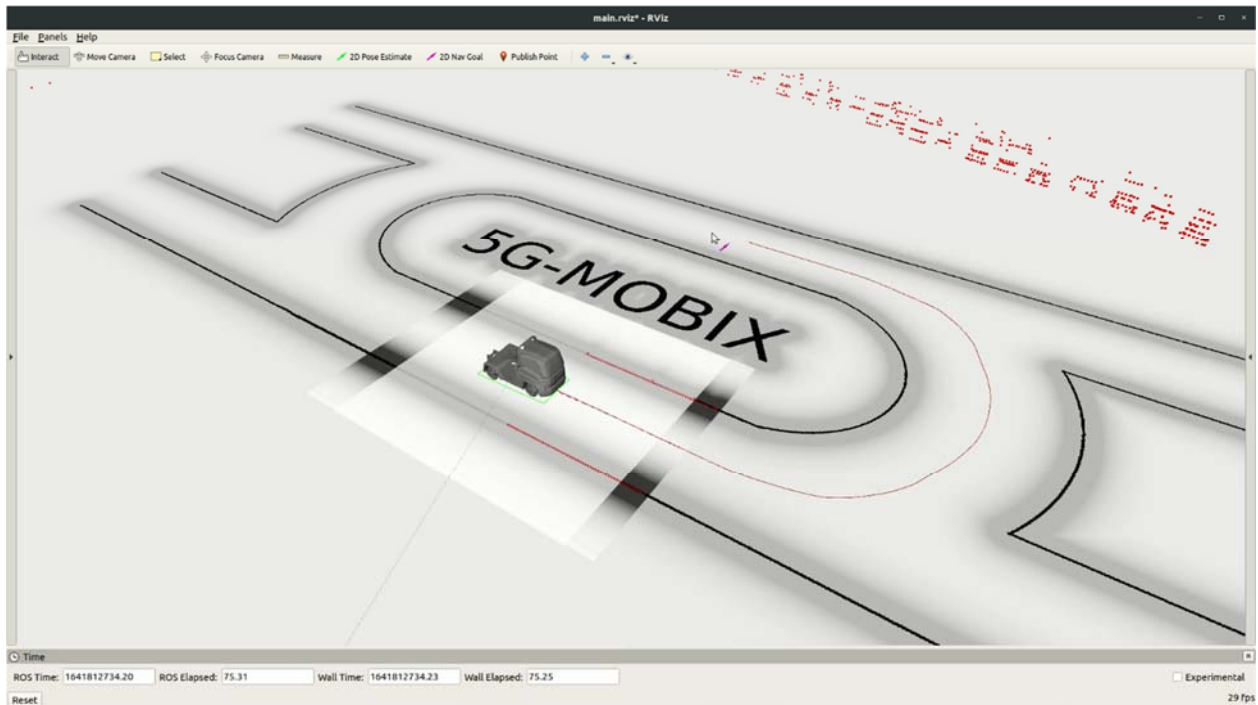 main.rviz* - RViz
File Panels Help
Interact Move Camera Select Focus Camera Measure 2D Pose Estimate 2D Nav Goal Publish Point
5G-MOBIX
Time
ROS Time: 1641812734.20 ROS Elapsed: 75.31 Wall Time: 1641812734.23 Wall Elapsed: 75.25 Experimental
Reset 29 fps